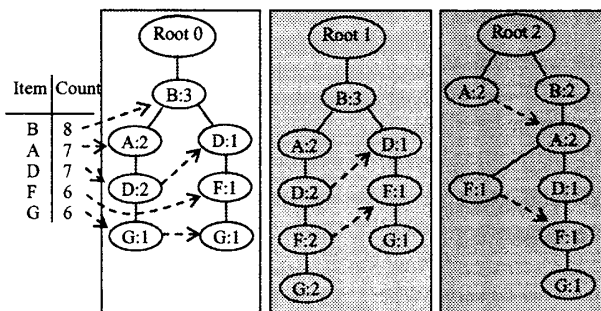 Item Count
B 8
A 7
D 7
F 6
G 6
Root 0
B:3
A:2 D:1
D:2 F:1
G:1 G:1
Root 1
B:3
A:2 D:1
D:2 F:1
F:2 G:1
G:2
Root 2
A:2 B:2
A:2
F:1 D:1
F:1
G:1